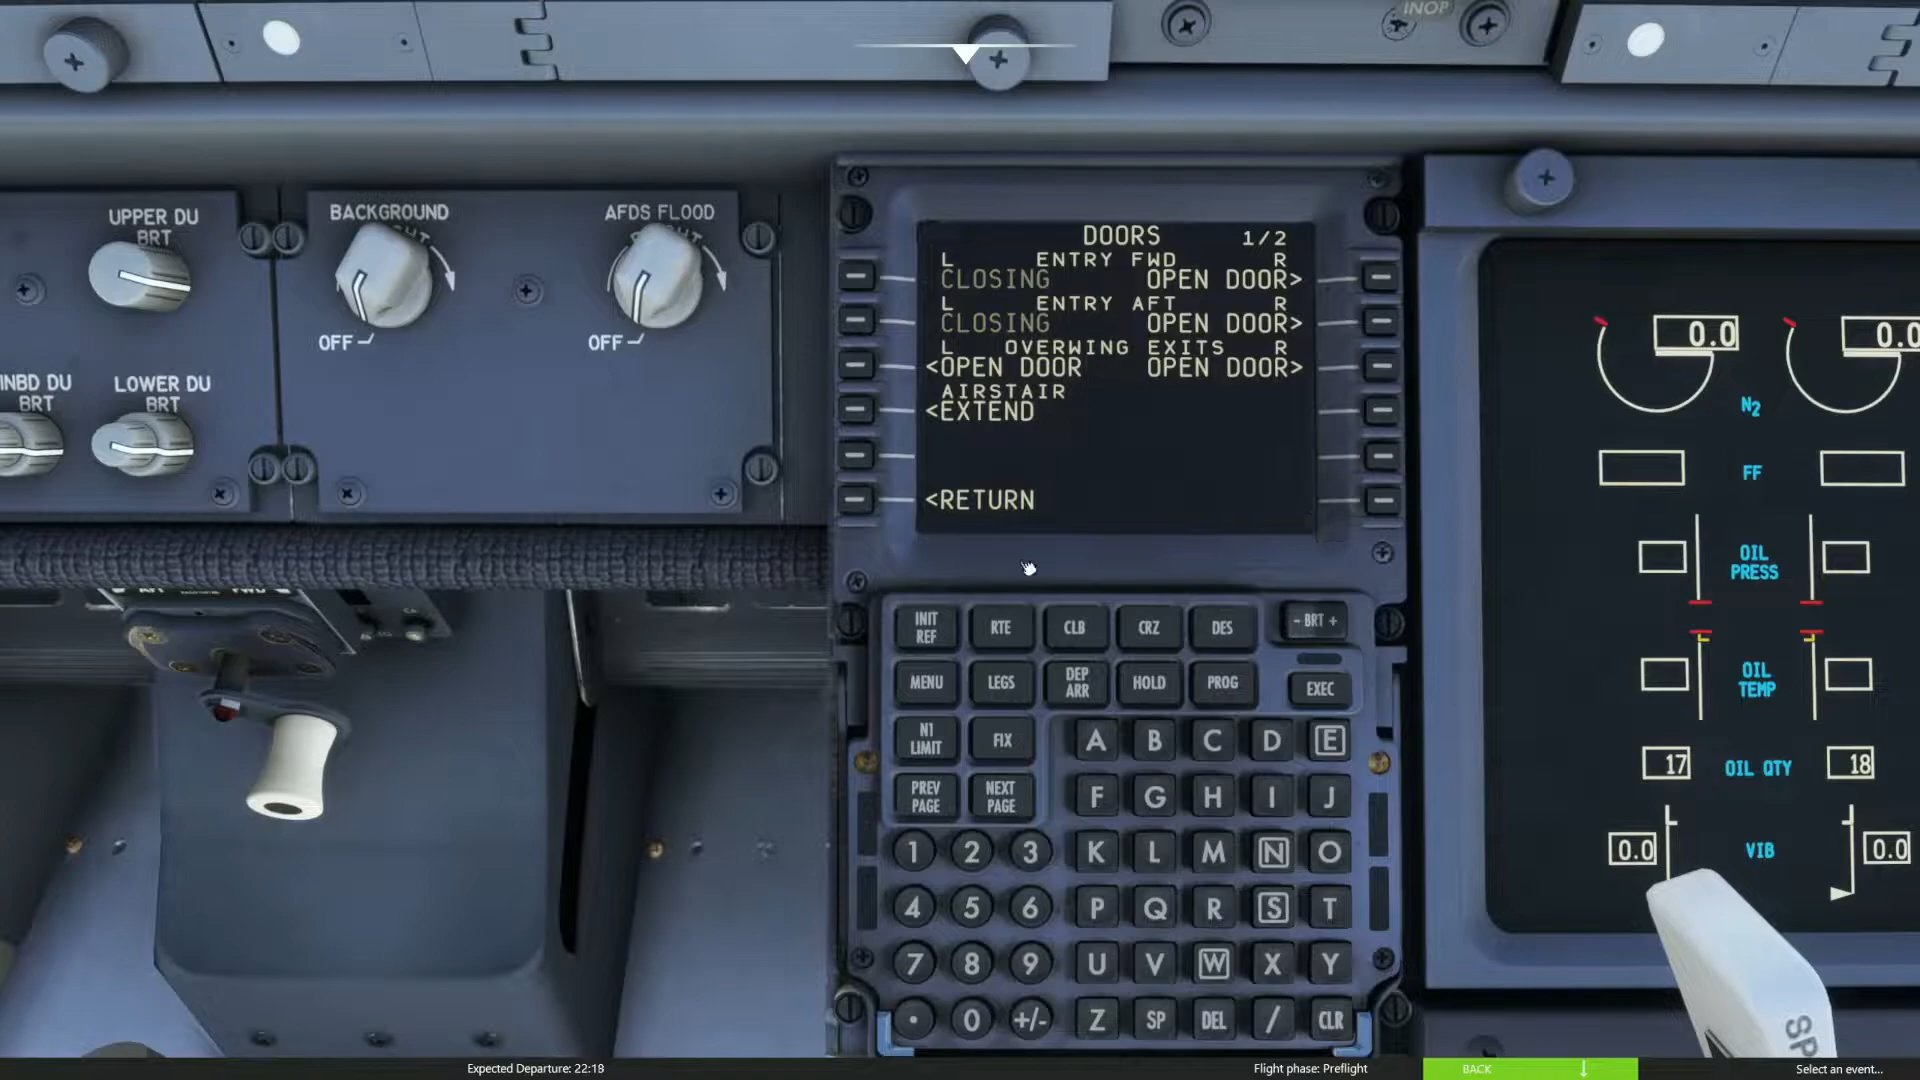 INOP
UPPER DU
BRT
BACKGROUND
AFDS FLOOD
OFF
OFF
INBD DU
BRT
LOWER DU
BRT
DOORS 1/2
L ENTRY FWD R
CLOSING OPEN DOOR>
L ENTRY AFT R
CLOSING OPEN DOOR>
L OVERWING EXITS R
<OPEN DOOR OPEN DOOR>
AIRSTAIR
<EXTEND
<RETURN
INIT REF RTE CLB CRZ DES - BRT +
MENU LEGS DEP ARR HOLD PROG EXEC
N1 LIMIT FIX A B C D E
PREV PAGE NEXT PAGE F G H I J
1 2 3 K L M N O
4 5 6 P Q R S T
7 8 9 U V W X Y
. 0 +/- Z SP DEL / CLR
0.0 0.0
N2
FF
OIL
PRESS
OIL
TEMP
17 OIL QTY 18
0.0 VIB 0.0
SP
Expected Departure: 22:18
Flight phase: Preflight
BACK
Select an event...